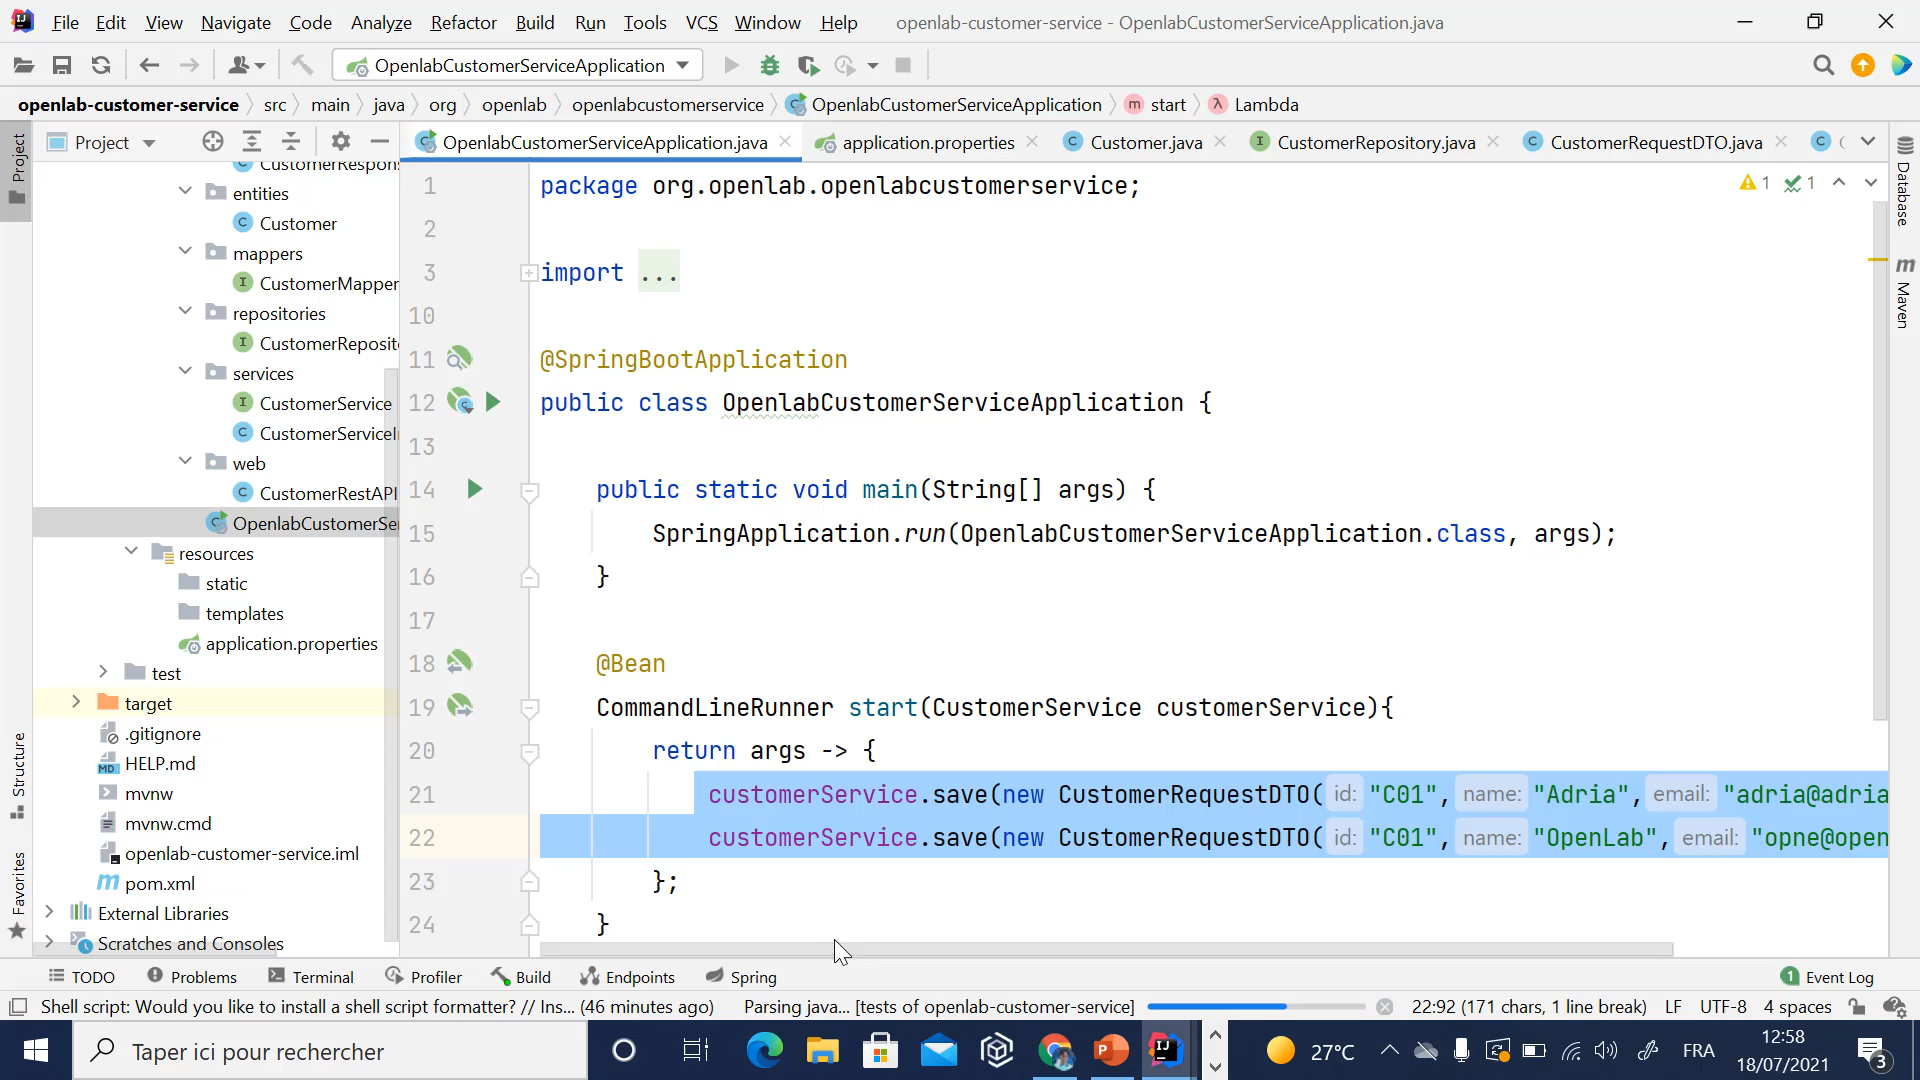 File Edit View Navigate Code Analyze Refactor Build Run Tools VCS Window Help openlab-customer-service - OpenlabCustomerServiceApplication.java
OpenlabCustomerServiceApplication
openlab-customer-service src main java org openlab openlabcustomerservice OpenlabCustomerServiceApplication start Lambda
Project
Project
OpenlabCustomerServiceApplication.java application.properties Customer.java CustomerRepository.java CustomerRequestDTO.java
CustomerRespon
entities
Customer
mappers
CustomerMapper
repositories
CustomerReposit
services
CustomerService
CustomerServiceI
web
CustomerRestAPI
OpenlabCustomerSe
resources
static
templates
application.properties
test
target
.gitignore
HELP.md
mvnw
mvnw.cmd
openlab-customer-service.iml
pom.xml
External Libraries
Scratches and Consoles
Structure
Favorites
1 package org.openlab.openlabcustomerservice;
2
3 import ...
10
11 @SpringBootApplication
12 public class OpenlabCustomerServiceApplication {
13
14 public static void main(String[] args) {
15 SpringApplication.run(OpenlabCustomerServiceApplication.class, args);
16 }
17
18 @Bean
19 CommandLineRunner start(CustomerService customerService){
20 return args -> {
21 customerService.save(new CustomerRequestDTO( id: "C01", name: "Adria", email: "adria@adria
22 customerService.save(new CustomerRequestDTO( id: "C01", name: "OpenLab", email: "opne@open
23 };
24 }
1 1
Database
Maven
TODO Problems Terminal Profiler Build Endpoints Spring 1 Event Log
Shell script: Would you like to install a shell script formatter? // Ins... (46 minutes ago) Parsing java... [tests of openlab-customer-service] 22:92 (171 chars, 1 line break) LF UTF-8 4 spaces
Taper ici pour rechercher
27°C
FRA
12:58
18/07/2021
3